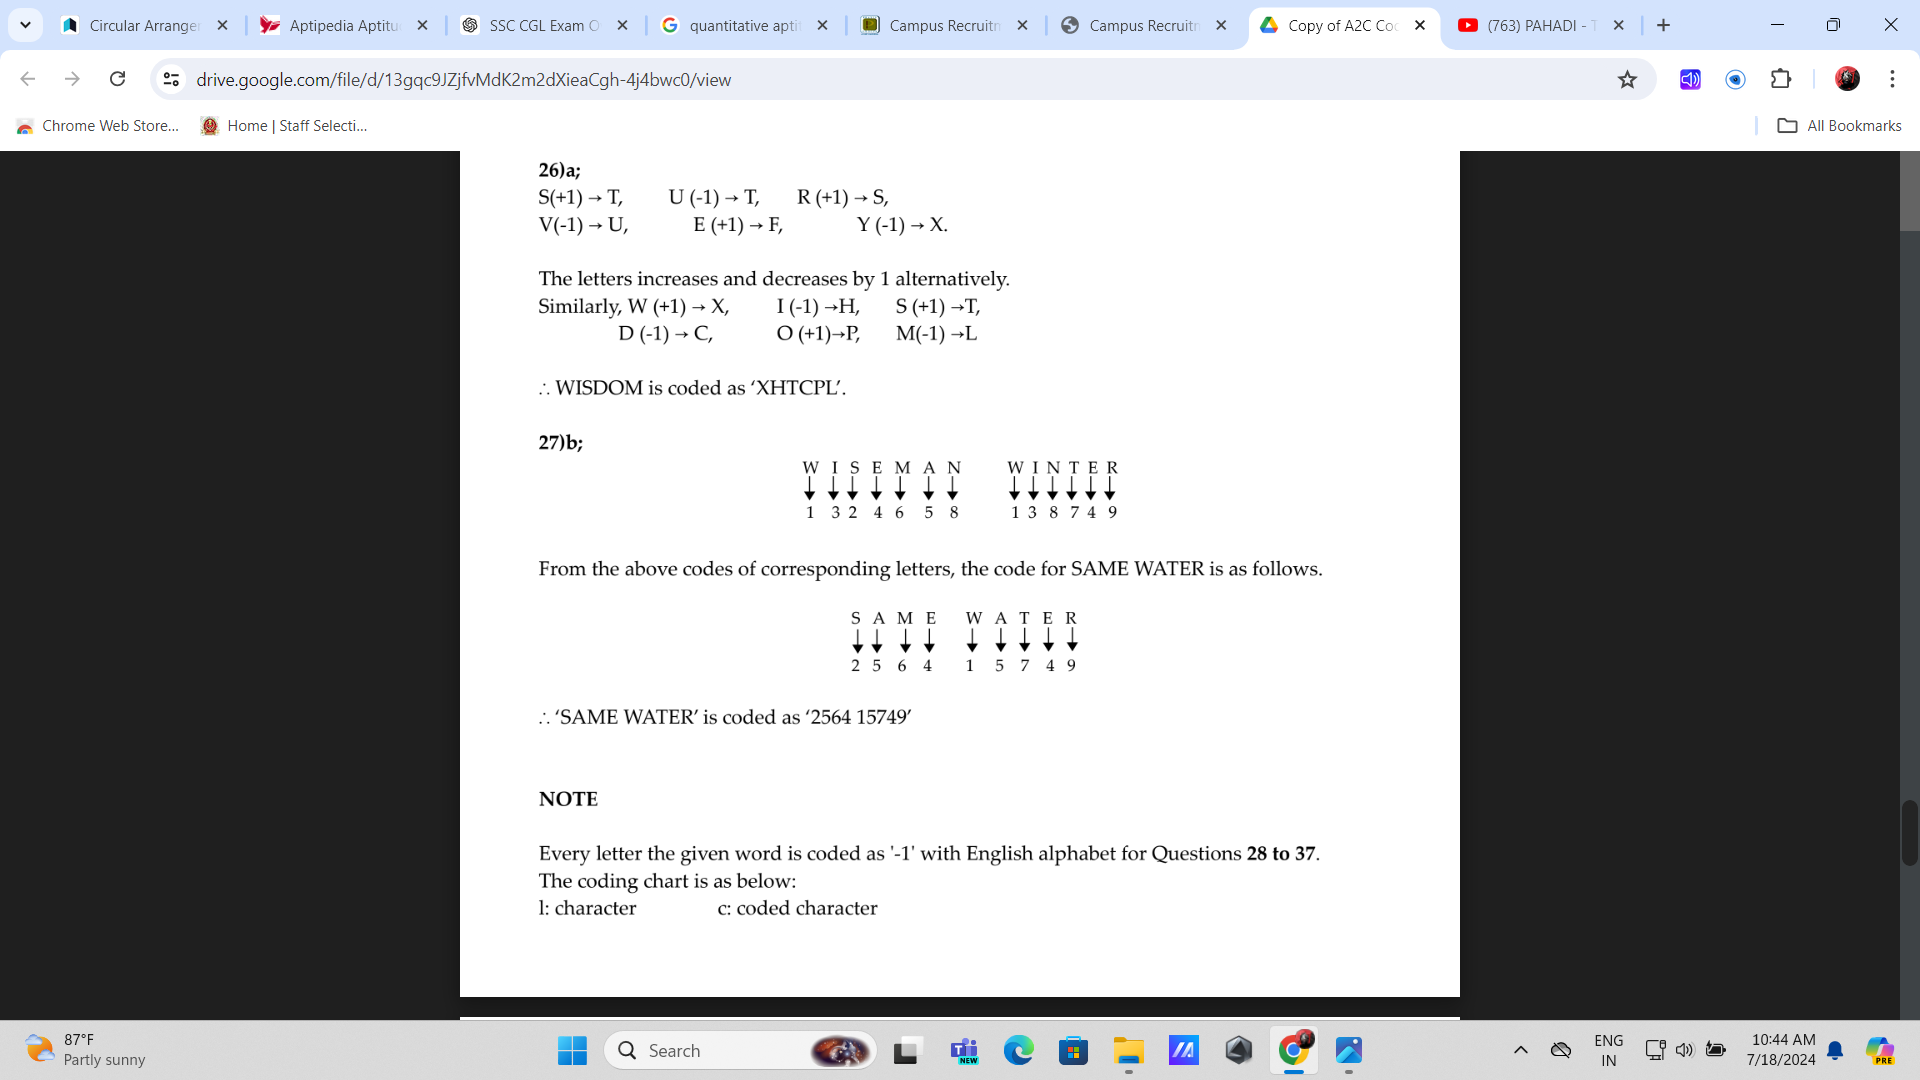 Circular Arranger
Aptipedia Aptitu
SSC CGL Exam O
quantitative apti
Campus Recruitn
Campus Recruitn
Copy of A2C Coc
(763) PAHADI - T
drive.google.com/file/d/13gqc9JZjfvMdK2m2dXieaCgh-4j4bwc0/view
Chrome Web Store...
Home | Staff Selecti...
All Bookmarks
26)a;
S(+1) → T, U (-1) → T, R (+1) → S,
V(-1) → U, E (+1) → F, Y (-1) → X.
The letters increases and decreases by 1 alternatively.
Similarly, W (+1) → X, I (-1) →H, S (+1) →T,
D (-1) → C, O (+1)→P, M(-1) →L
∴ WISDOM is coded as ‘XHTCPL’.
27)b;
W I S E M A N W I N T E R
1 3 2 4 6 5 8 1 3 8 7 4 9
From the above codes of corresponding letters, the code for SAME WATER is as follows.
S A M E W A T E R
2 5 6 4 1 5 7 4 9
∴ ‘SAME WATER’ is coded as ‘2564 15749’
NOTE
Every letter the given word is coded as '-1' with English alphabet for Questions 28 to 37.
The coding chart is as below:
l: character c: coded character
87°F
Partly sunny
Search
NEW
ENG
IN
10:44 AM
7/18/2024
PRE